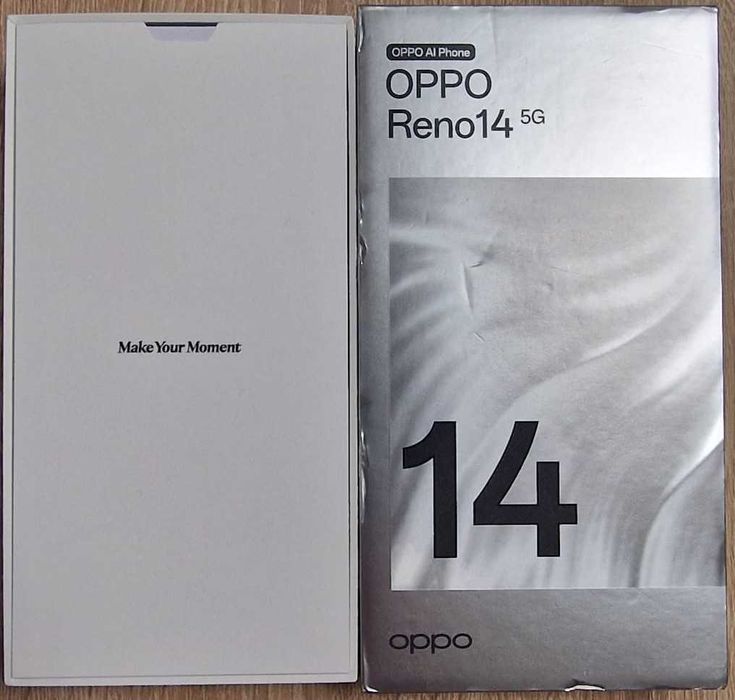 Make Your Moment
OPPO AI Phone
OPPO
Reno14 5G
14
oppo